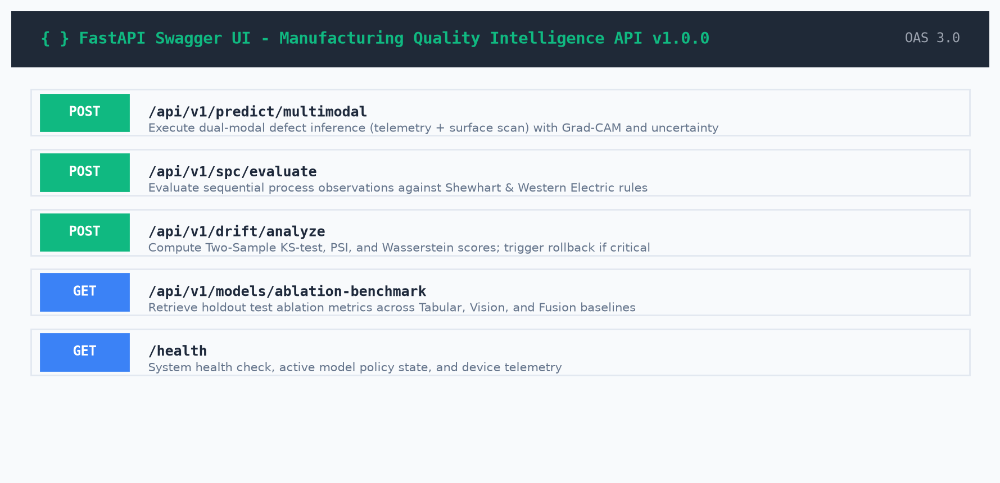 { } FastAPI Swagger UI - Manufacturing Quality Intelligence API v1.0.0
OAS 3.0
POST
/api/v1/predict/multimodal
Execute dual-modal defect inference (telemetry + surface scan) with Grad-CAM and uncertainty
POST
/api/v1/spc/evaluate
Evaluate sequential process observations against Shewhart & Western Electric rules
POST
/api/v1/drift/analyze
Compute Two-Sample KS-test, PSI, and Wasserstein scores; trigger rollback if critical
GET
/api/v1/models/ablation-benchmark
Retrieve holdout test ablation metrics across Tabular, Vision, and Fusion baselines
GET
/health
System health check, active model policy state, and device telemetry